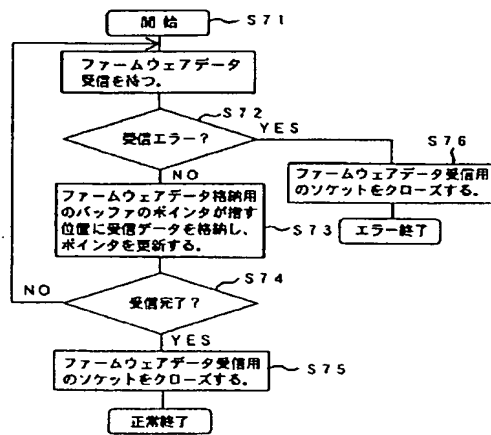 開始
S71
ファームウェアデータ
受信を待つ。
S72
受信エラー?
YES
NO
S76
ファームウェアデータ受信用
のソケットをクローズする。
エラー終了
ファームウェアデータ格納用
のバッファのポインタが指す
位置に受信データを格納し、
ポインタを更新する。
S73
S74
NO
受信完了?
YES
ファームウェアデータ受信用
のソケットをクローズする。
S75
正常終了